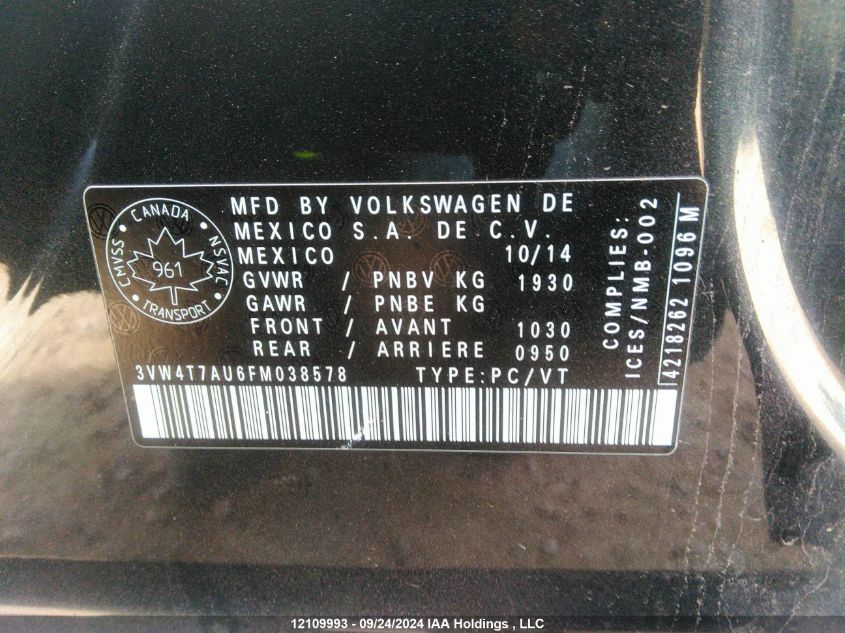 CANADA
CMVSS
NSVAC
961
TRANSPORT
MFD BY VOLKSWAGEN DE
MEXICO S.A. DE C.V.
MEXICO 10/14
GVWR / PNBV KG 1930
GAWR / PNBE KG
FRONT / AVANT 1030
REAR / ARRIERE 0950
3VW4T7AU6FM038578 TYPE:PC/VT
COMPLIES:
ICES/NMB-002
4218262 1096 M
12109993 - 09/24/2024 IAA Holdings , LLC